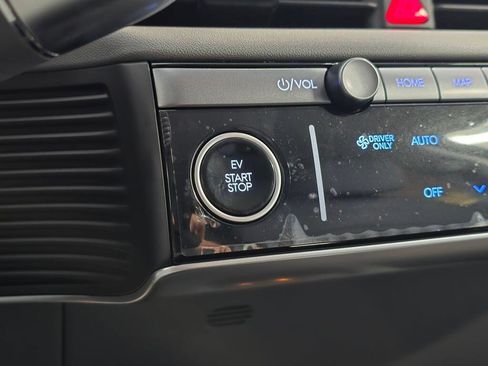 ⏻/VOL
HOME
MAP
EV
START
STOP
DRIVER
ONLY
AUTO
OFF